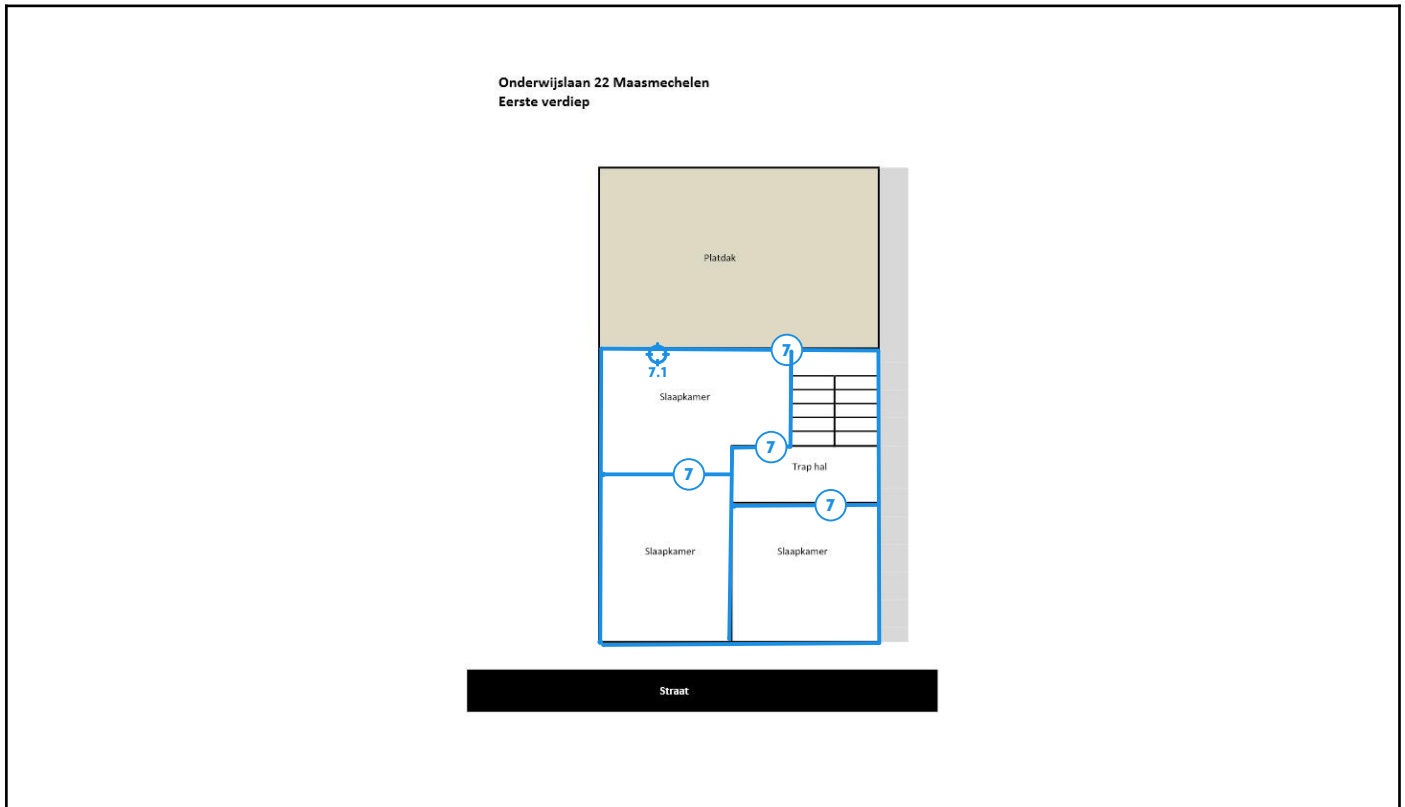 Onderwijslaan 22 Maasmechelen
Eerste verdiep
Platdak
7
7.1
Slaapkamer
7
Trap hal
7
7
Slaapkamer
Slaapkamer
Straat